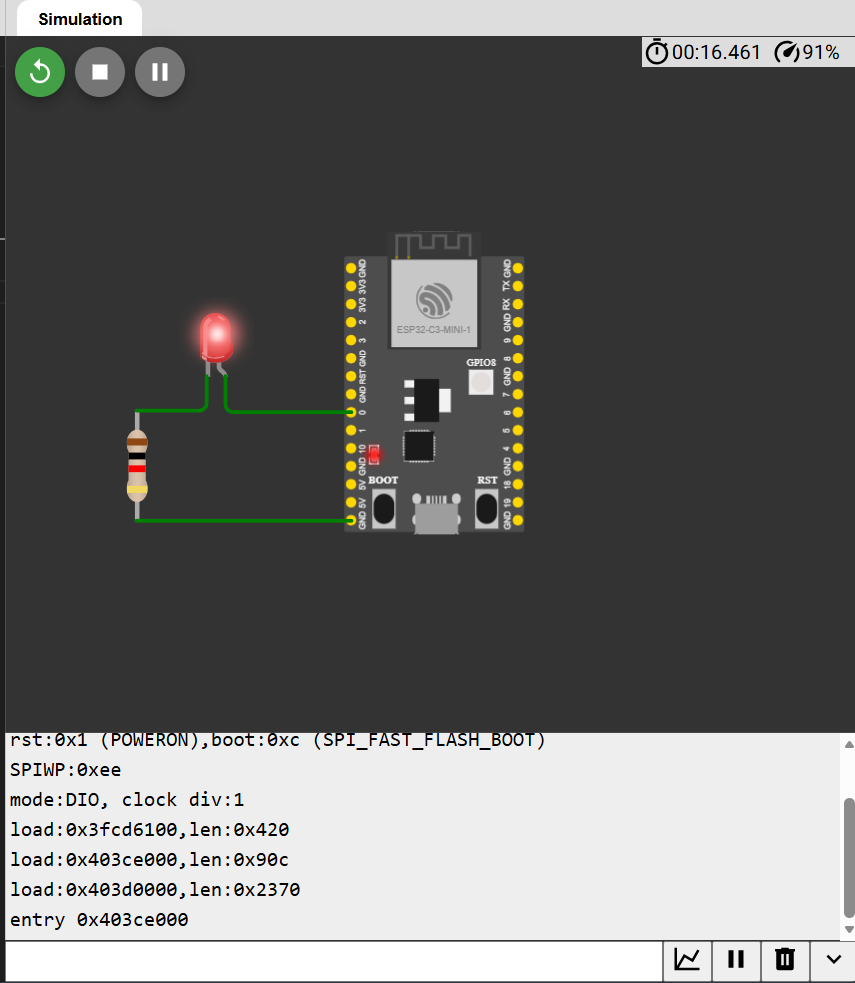 Simulation
00:16.461 91%
GND
3V3
3V3
2
3
GND
RST
GND
0
1
10
GND
5V
5V
GND
ESP32-C3-MINI-1
GPIO8
BOOT
RST
GND
TX
RX
GND
9
8
GND
7
6
5
4
GND
18
19
GND
rst:0x1 (POWERON),boot:0xc (SPI_FAST_FLASH_BOOT)
SPIWP:0xee
mode:DIO, clock div:1
load:0x3fcd6100,len:0x420
load:0x403ce000,len:0x90c
load:0x403d0000,len:0x2370
entry 0x403ce000